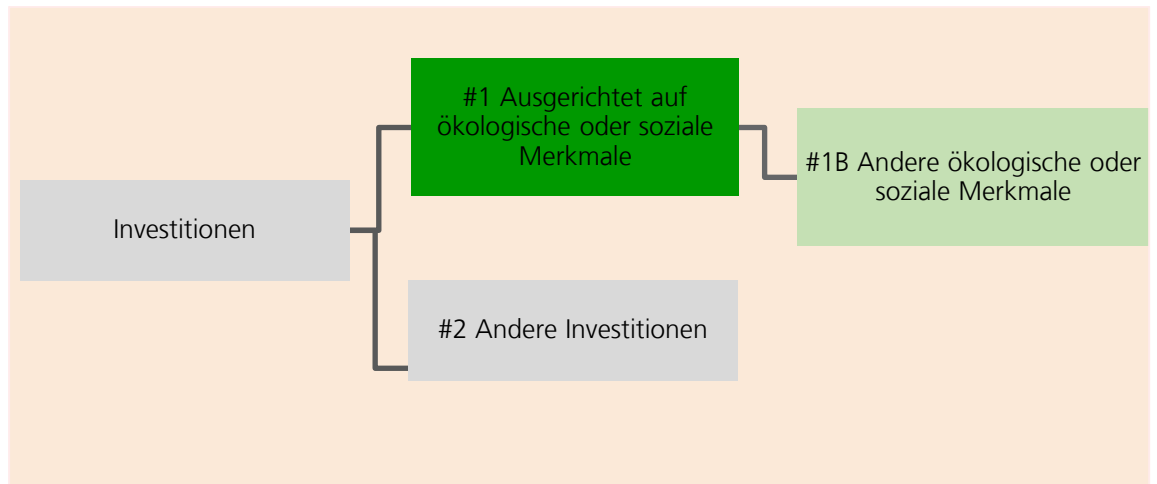 Investitionen
#1 Ausgerichtet auf
ökologische oder soziale
Merkmale
#1B Andere ökologische oder
soziale Merkmale
#2 Andere Investitionen